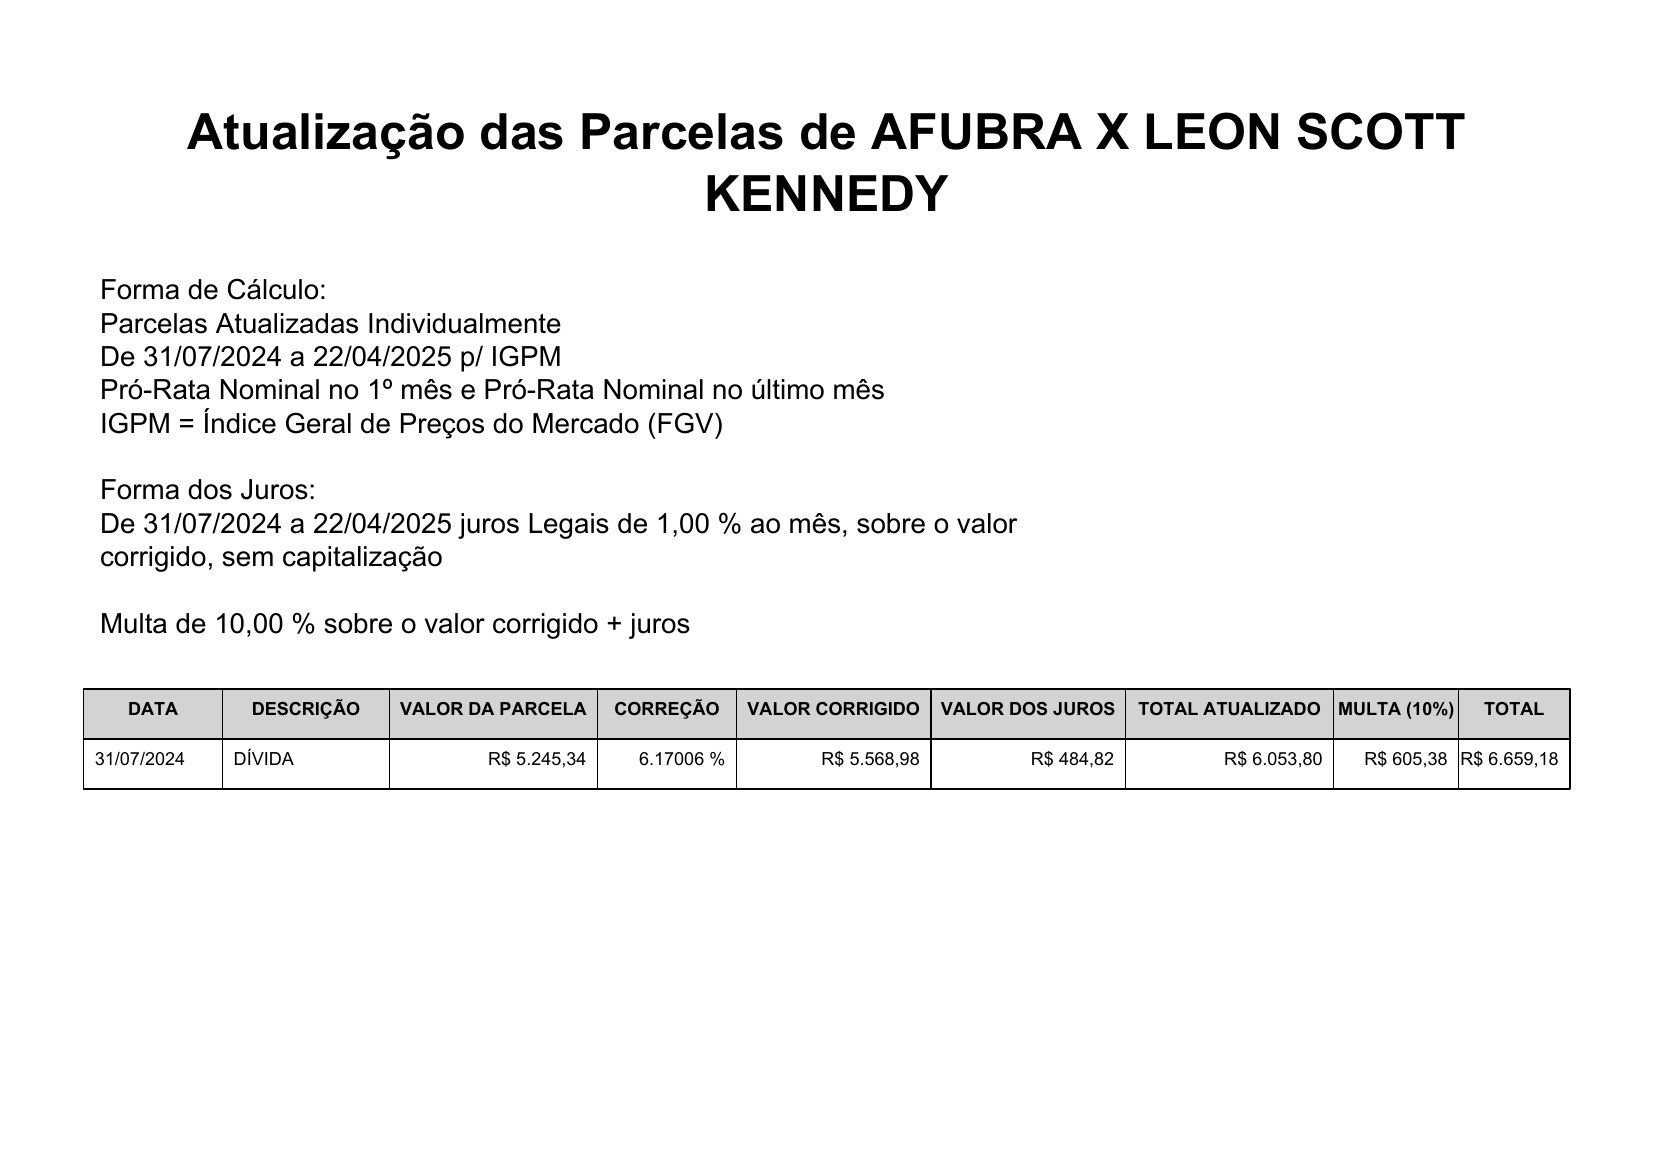 Atualização das Parcelas de AFUBRA X LEON SCOTT
KENNEDY
Forma de Cálculo:
Parcelas Atualizadas Individualmente
De 31/07/2024 a 22/04/2025 p/ IGPM
Pró-Rata Nominal no 1º mês e Pró-Rata Nominal no último mês
IGPM = Índice Geral de Preços do Mercado (FGV)
Forma dos Juros:
De 31/07/2024 a 22/04/2025 juros Legais de 1,00 % ao mês, sobre o valor
corrigido, sem capitalização
Multa de 10,00 % sobre o valor corrigido + juros
DATA DESCRIÇÃO VALOR DA PARCELA CORREÇÃO VALOR CORRIGIDO VALOR DOS JUROS TOTAL ATUALIZADO MULTA (10%) TOTAL
31/07/2024 DÍVIDA R$ 5.245,34 6.17006 % R$ 5.568,98 R$ 484,82 R$ 6.053,80 R$ 605,38 R$ 6.659,18